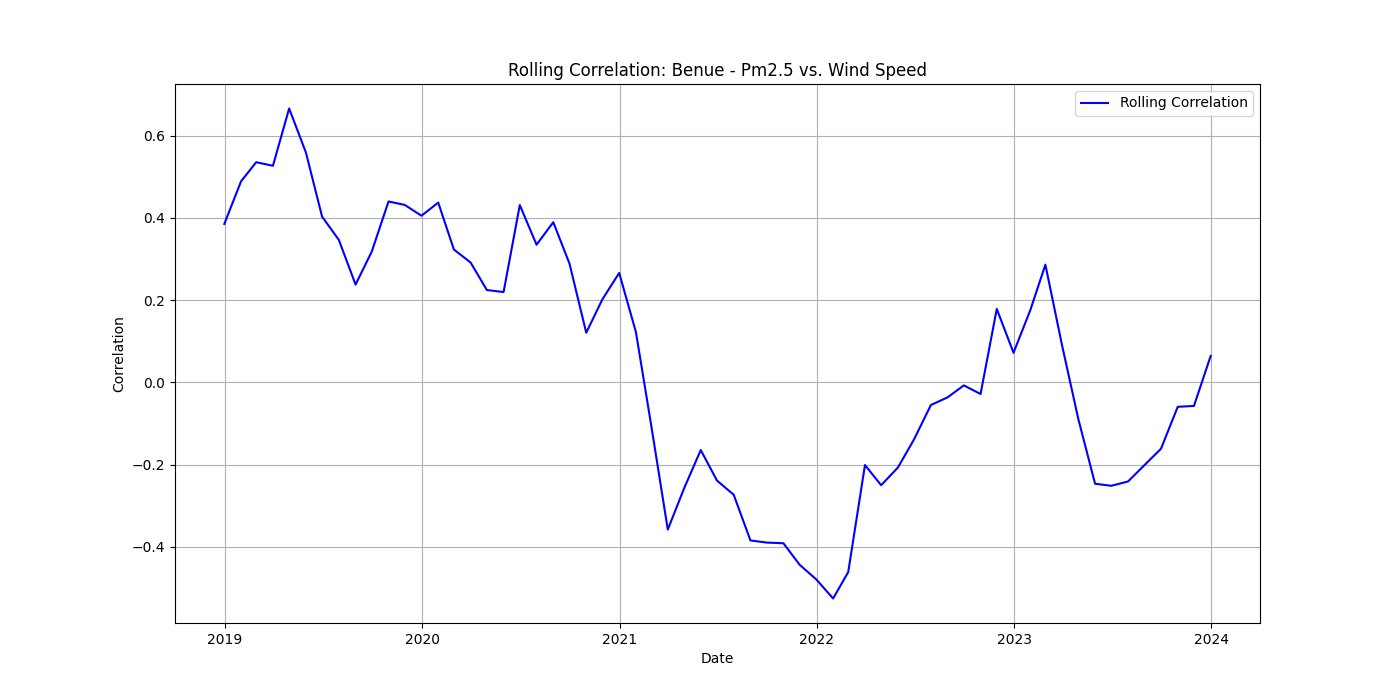 Rolling Correlation: Benue - Pm2.5 vs. Wind Speed
Rolling Correlation
Correlation
0.6
0.4
0.2
0.0
−0.2
−0.4
2019 2020 2021 2022 2023 2024
Date